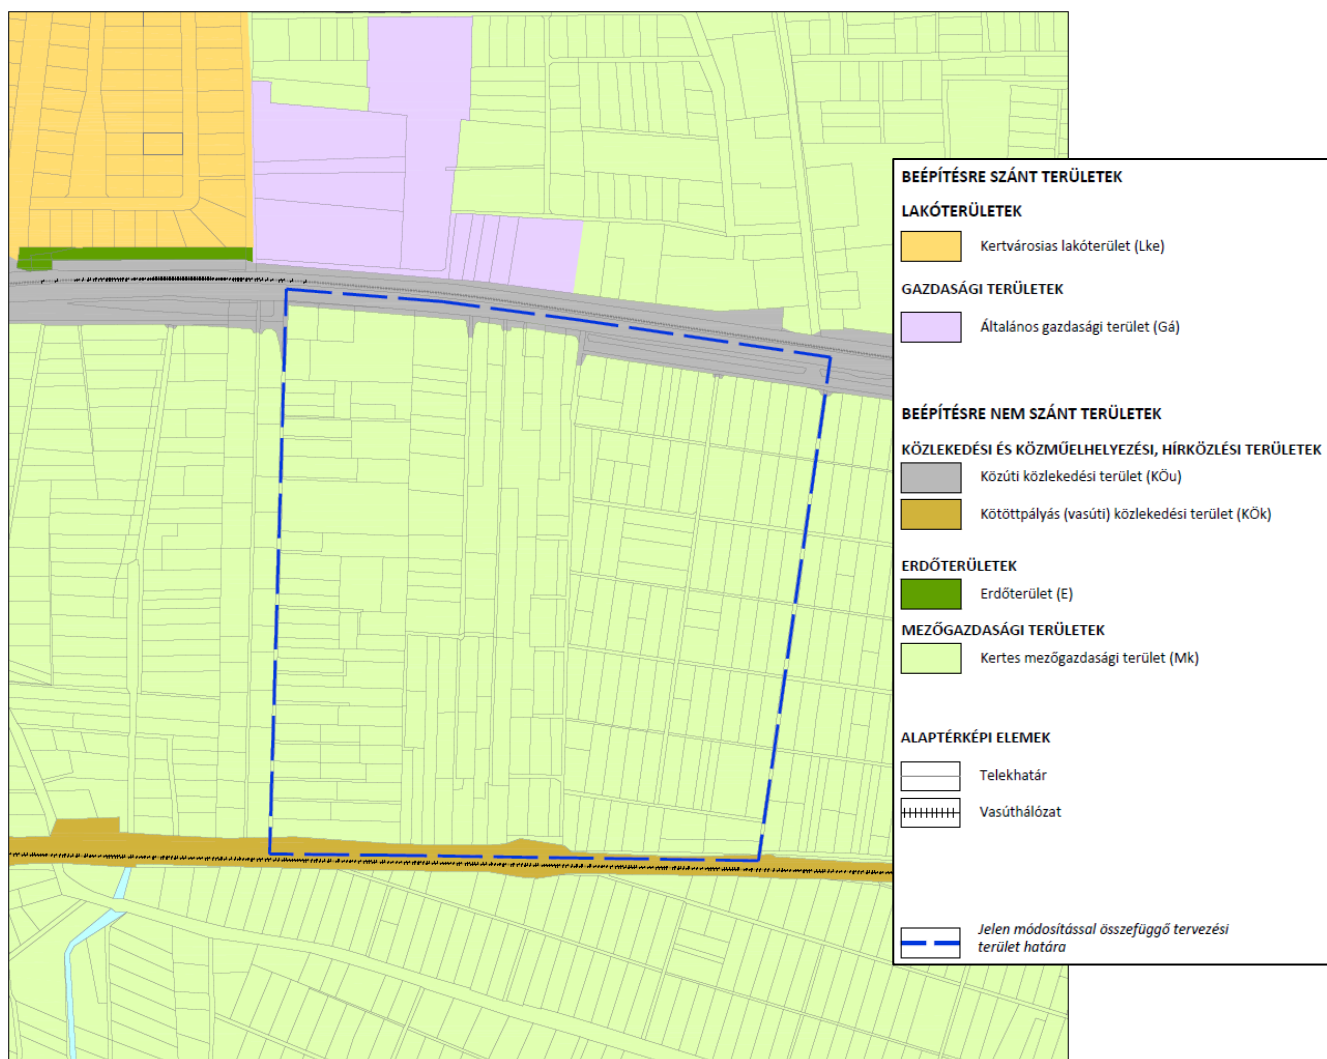 BEÉPÍTÉSRE SZÁNT TERÜLETEK
LAKÓTERÜLETEK
Kertvárosias lakóterület (Lke)
GAZDASÁGI TERÜLETEK
Általános gazdasági terület (Gá)
BEÉPÍTÉSRE NEM SZÁNT TERÜLETEK
KÖZLEKEDÉSI ÉS KÖZMŰELHELYEZÉSI, HÍRKÖZLÉSI TERÜLETEK
Közúti közlekedési terület (KÖu)
Kötöttpályás (vasúti) közlekedési terület (KÖk)
ERDŐTERÜLETEK
Erdőterület (E)
MEZŐGAZDASÁGI TERÜLETEK
Kertes mezőgazdasági terület (Mk)
ALAPTÉRKÉPI ELEMEK
Telekhatár
Vasúthálózat
Jelen módosítással összefüggő tervezési
terület határa